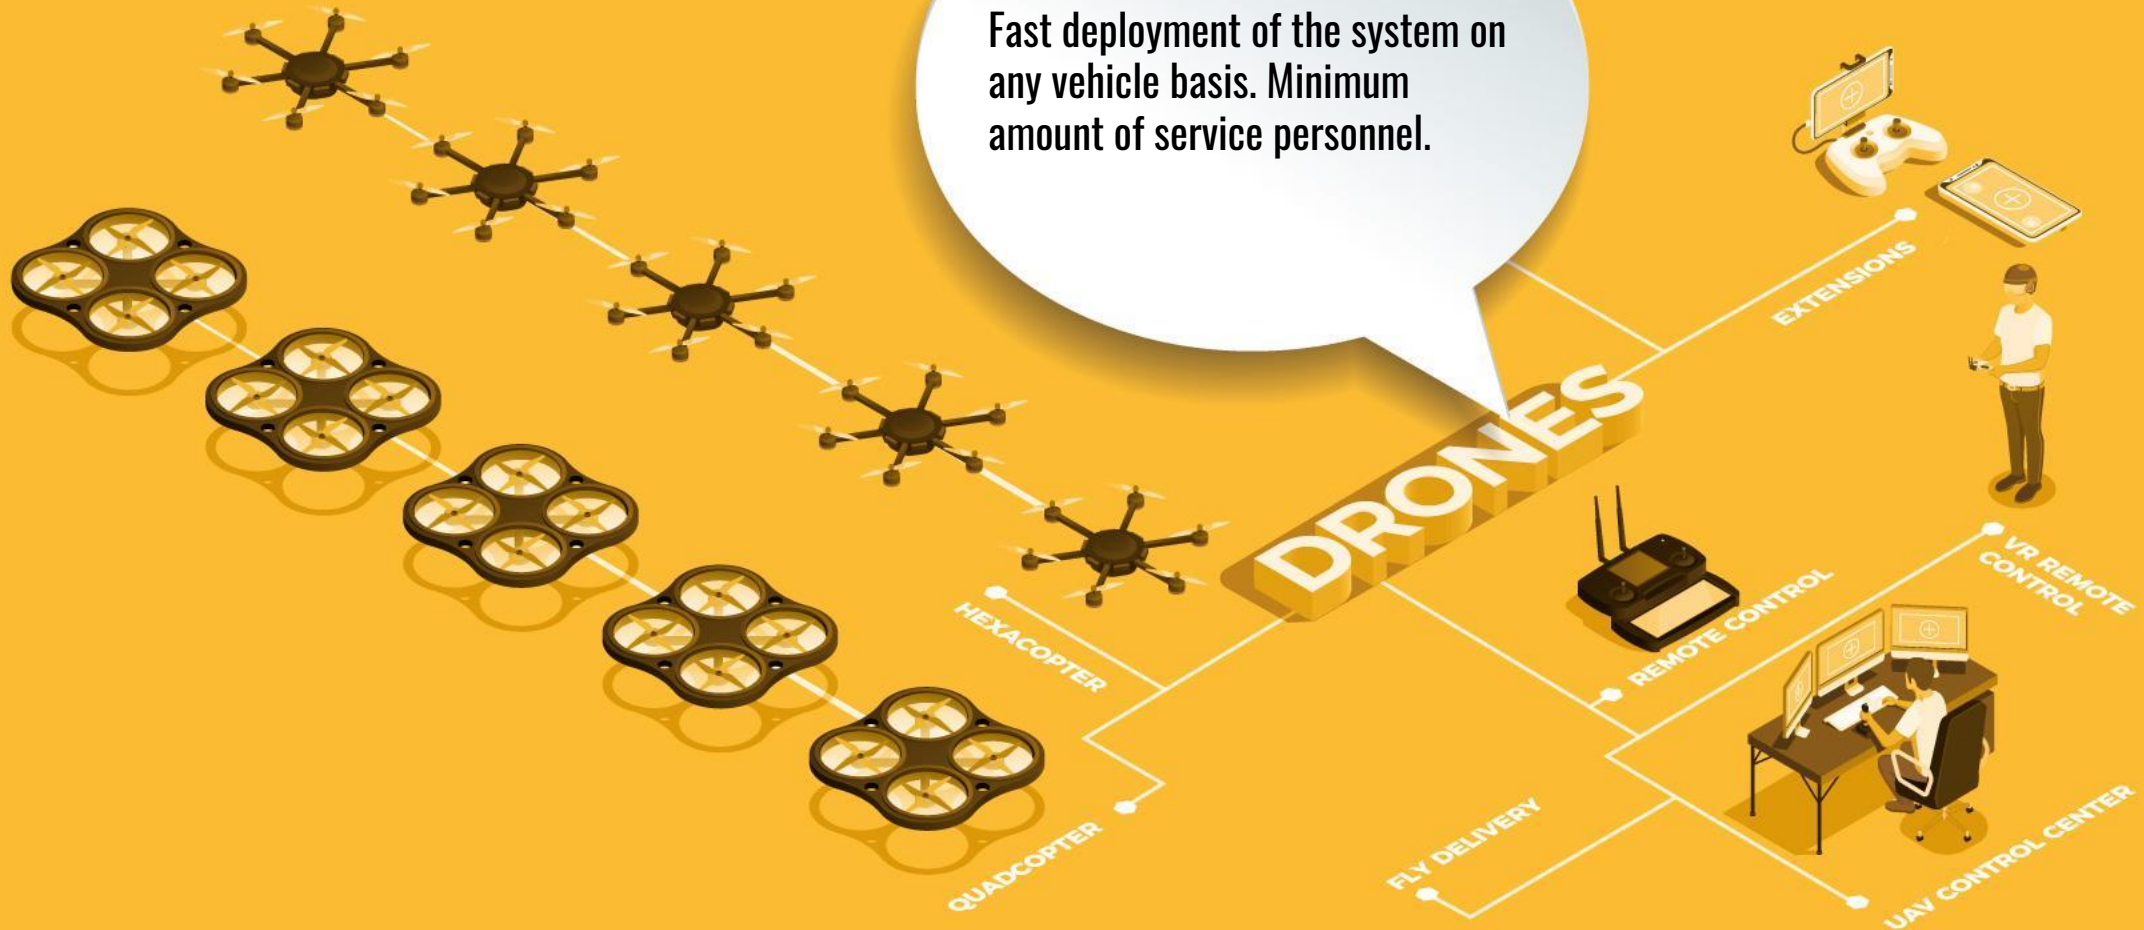 Fast deployment of the system on
any vehicle basis. Minimum
amount of service personnel.
EXTENSIONS
DRONES
VR REMOTE
CONTROL
REMOTE CONTROL
HEXACOPTER
QUADCOPTER
FLY DELIVERY
UAV CONTROL CENTER